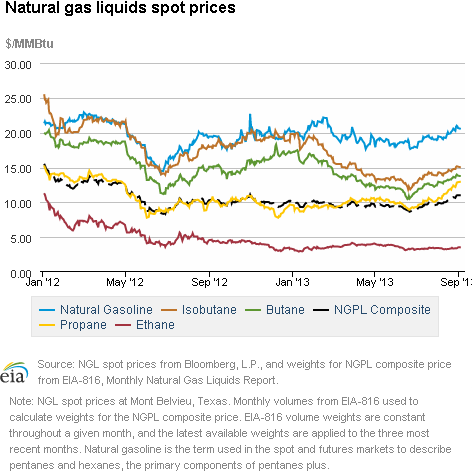 Natural gas liquids spot prices
$/MMBtu
30.00
25.00
20.00
15.00
10.00
5.00
0.00
Jan '12 May '12 Sep '12 Jan '13 May '13 Sep '13
Natural Gasoline Isobutane Butane NGPL Composite
Propane Ethane
eia
Source: NGL spot prices from Bloomberg, L.P., and weights for NGPL composite price
from EIA-816, Monthly Natural Gas Liquids Report.
Note: NGL spot prices at Mont Belvieu, Texas. Monthly volumes from EIA-816 used to
calculate weights for the NGPL composite price. EIA-816 volume weights are constant
throughout a given month, and the latest available weights are applied to the three most
recent months. Natural gasoline is the term used in the spot and futures markets to describe
pentanes and hexanes, the primary components of pentanes plus.